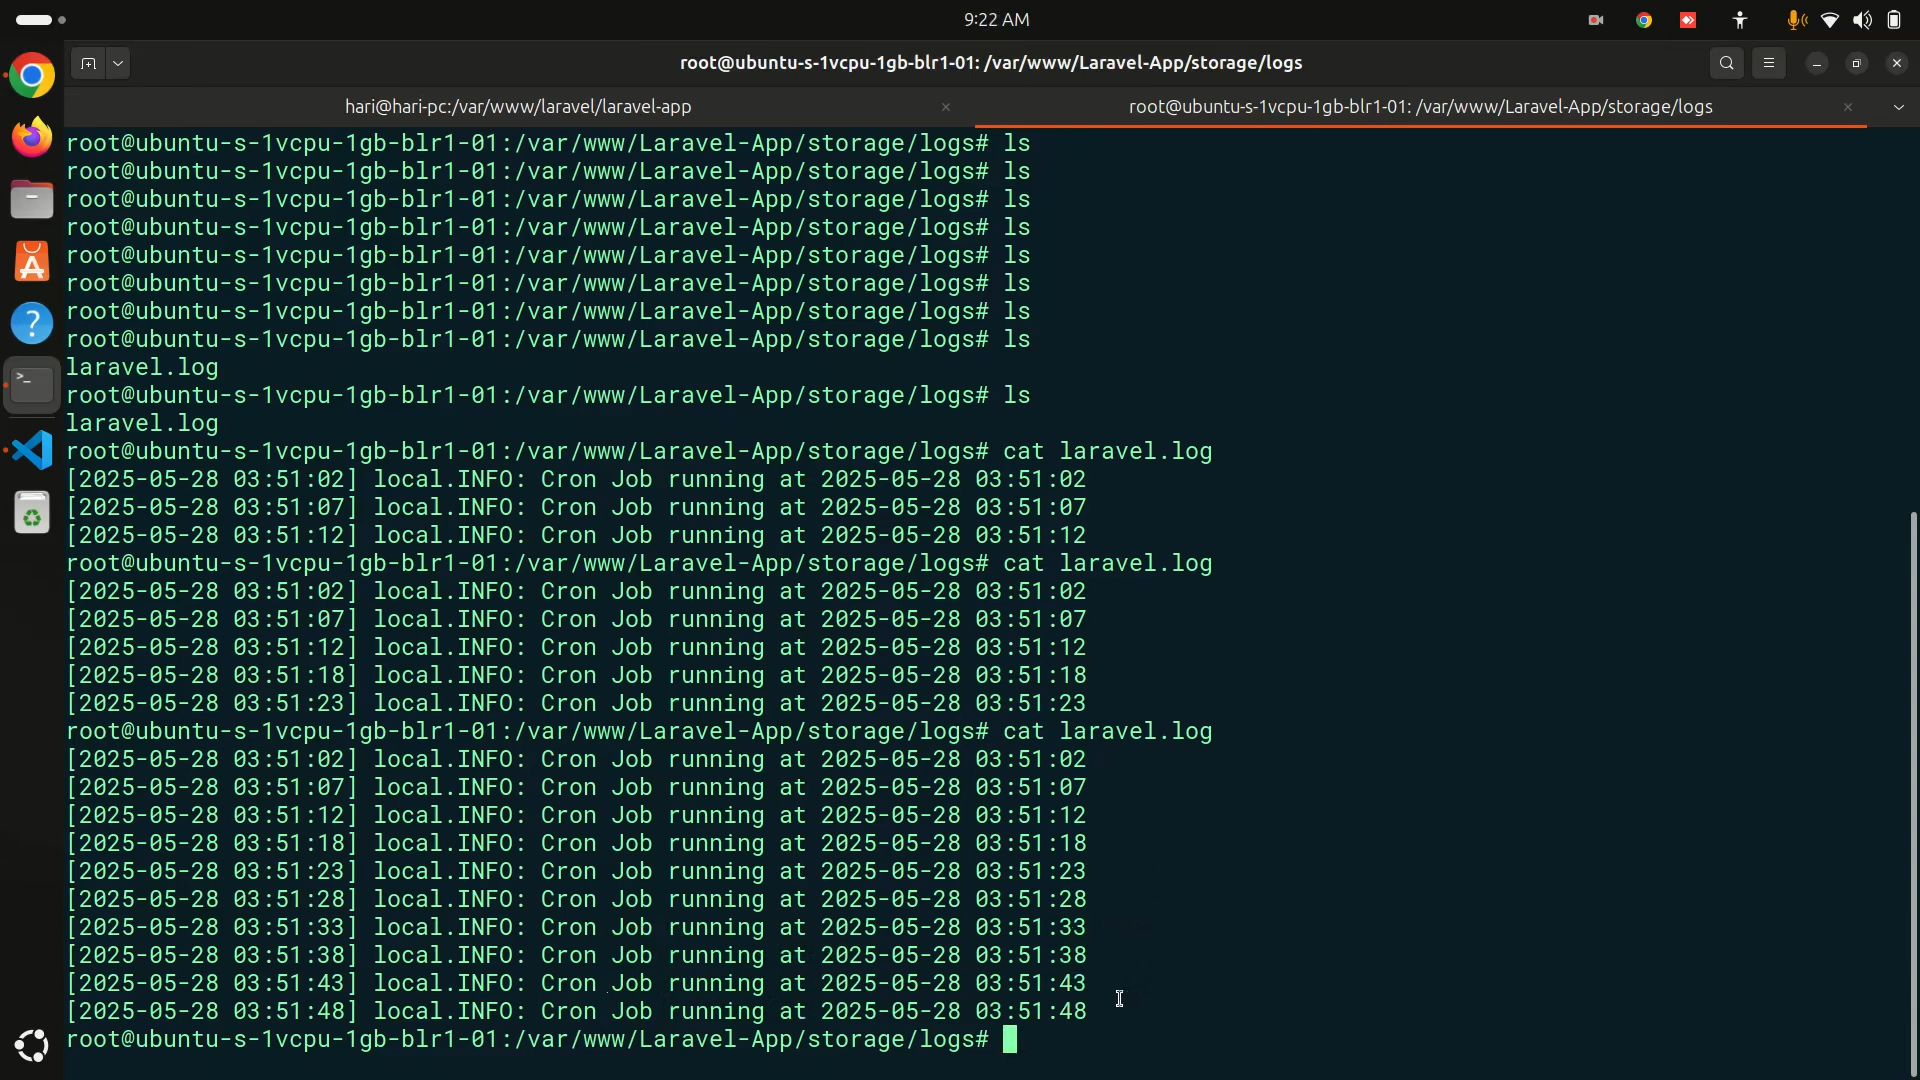 9:22 AM
root@ubuntu-s-1vcpu-1gb-blr1-01: /var/www/Laravel-App/storage/logs
hari@hari-pc:/var/www/laravel/laravel-app
root@ubuntu-s-1vcpu-1gb-blr1-01: /var/www/Laravel-App/storage/logs
root@ubuntu-s-1vcpu-1gb-blr1-01:/var/www/Laravel-App/storage/logs# ls
root@ubuntu-s-1vcpu-1gb-blr1-01:/var/www/Laravel-App/storage/logs# ls
root@ubuntu-s-1vcpu-1gb-blr1-01:/var/www/Laravel-App/storage/logs# ls
root@ubuntu-s-1vcpu-1gb-blr1-01:/var/www/Laravel-App/storage/logs# ls
root@ubuntu-s-1vcpu-1gb-blr1-01:/var/www/Laravel-App/storage/logs# ls
root@ubuntu-s-1vcpu-1gb-blr1-01:/var/www/Laravel-App/storage/logs# ls
root@ubuntu-s-1vcpu-1gb-blr1-01:/var/www/Laravel-App/storage/logs# ls
root@ubuntu-s-1vcpu-1gb-blr1-01:/var/www/Laravel-App/storage/logs# ls
laravel.log
root@ubuntu-s-1vcpu-1gb-blr1-01:/var/www/Laravel-App/storage/logs# ls
laravel.log
root@ubuntu-s-1vcpu-1gb-blr1-01:/var/www/Laravel-App/storage/logs# cat laravel.log
[2025-05-28 03:51:02] local.INFO: Cron Job running at 2025-05-28 03:51:02
[2025-05-28 03:51:07] local.INFO: Cron Job running at 2025-05-28 03:51:07
[2025-05-28 03:51:12] local.INFO: Cron Job running at 2025-05-28 03:51:12
root@ubuntu-s-1vcpu-1gb-blr1-01:/var/www/Laravel-App/storage/logs# cat laravel.log
[2025-05-28 03:51:02] local.INFO: Cron Job running at 2025-05-28 03:51:02
[2025-05-28 03:51:07] local.INFO: Cron Job running at 2025-05-28 03:51:07
[2025-05-28 03:51:12] local.INFO: Cron Job running at 2025-05-28 03:51:12
[2025-05-28 03:51:18] local.INFO: Cron Job running at 2025-05-28 03:51:18
[2025-05-28 03:51:23] local.INFO: Cron Job running at 2025-05-28 03:51:23
root@ubuntu-s-1vcpu-1gb-blr1-01:/var/www/Laravel-App/storage/logs# cat laravel.log
[2025-05-28 03:51:02] local.INFO: Cron Job running at 2025-05-28 03:51:02
[2025-05-28 03:51:07] local.INFO: Cron Job running at 2025-05-28 03:51:07
[2025-05-28 03:51:12] local.INFO: Cron Job running at 2025-05-28 03:51:12
[2025-05-28 03:51:18] local.INFO: Cron Job running at 2025-05-28 03:51:18
[2025-05-28 03:51:23] local.INFO: Cron Job running at 2025-05-28 03:51:23
[2025-05-28 03:51:28] local.INFO: Cron Job running at 2025-05-28 03:51:28
[2025-05-28 03:51:33] local.INFO: Cron Job running at 2025-05-28 03:51:33
[2025-05-28 03:51:38] local.INFO: Cron Job running at 2025-05-28 03:51:38
[2025-05-28 03:51:43] local.INFO: Cron Job running at 2025-05-28 03:51:43
[2025-05-28 03:51:48] local.INFO: Cron Job running at 2025-05-28 03:51:48
root@ubuntu-s-1vcpu-1gb-blr1-01:/var/www/Laravel-App/storage/logs#